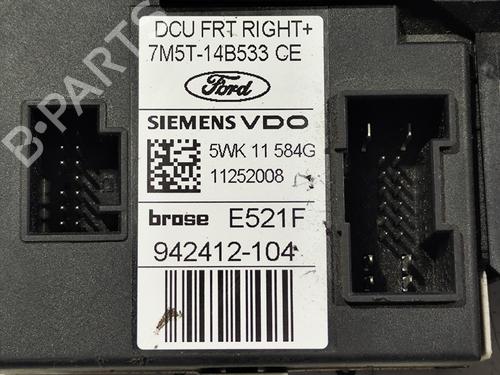 DCU FRT RIGHT+
7M5T-14B533 CE
Ford
SIEMENS VDO
5WK 11 584G
11252008
brose E521F
942412-104
B-PARTS